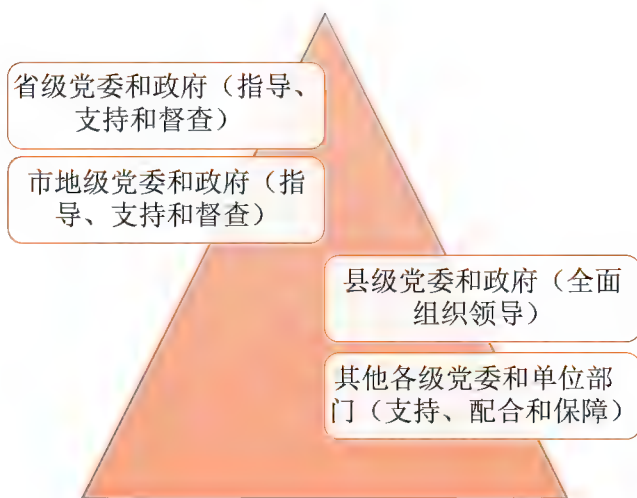 省级党委和政府（指导、
支持和督查）
市地级党委和政府（指
导、支持和督查）
县级党委和政府（全面
组织领导）
其他各级党委和单位部
门（支持、配合和保障）